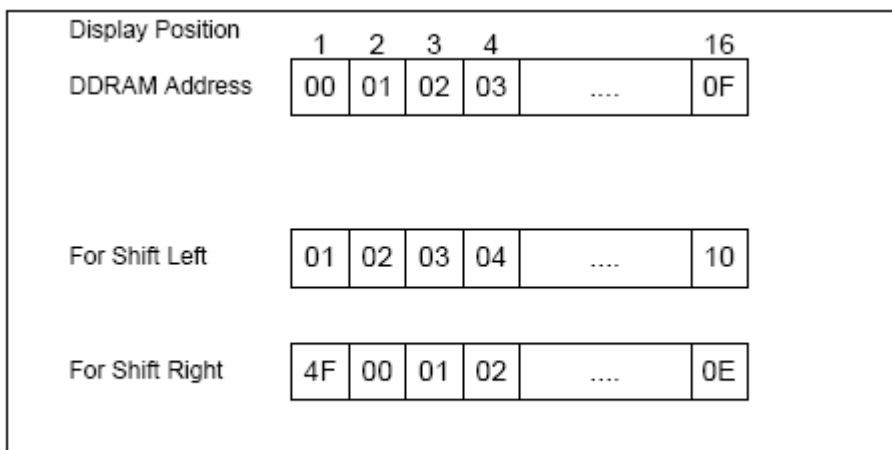 Display Position 1 2 3 4 16
DDRAM Address 00 01 02 03 .... 0F
For Shift Left 01 02 03 04 .... 10
For Shift Right 4F 00 01 02 .... 0E